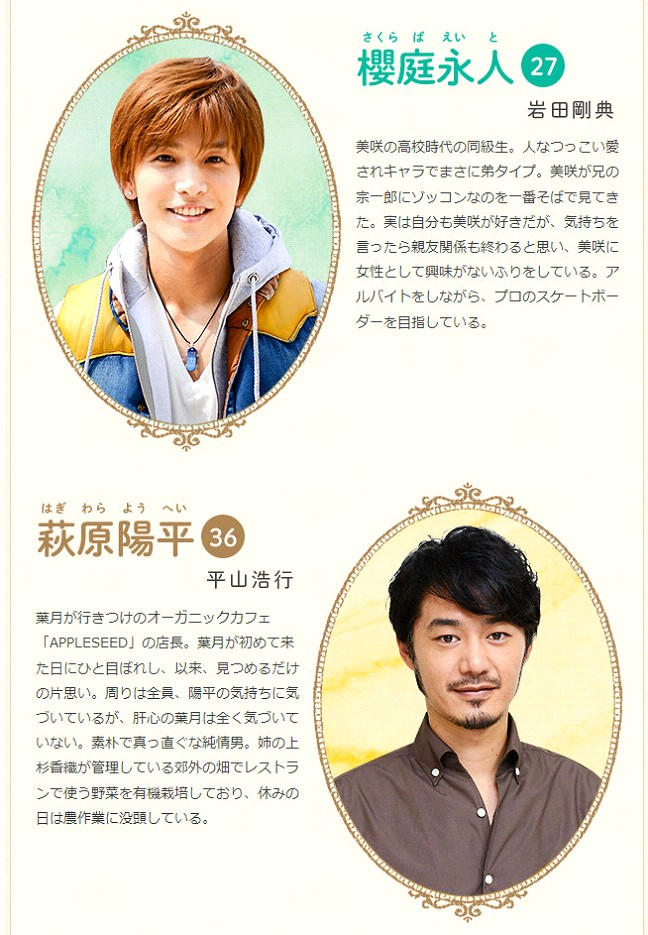 さくら ば えい と
櫻庭永人 27
岩田剛典
美咲の高校時代の同級生。人なつっこい愛
されキャラでまさに弟タイプ。美咲が兄の
宗一郎にゾッコンなのを一番そばで見てき
た。実は自分も美咲が好きだが、気持ちを
言ったら親友関係も終わると思い、美咲に
女性として興味がないふりをしている。ア
ルバイトをしながら、プロのスケートボー
ダーを目指している。
はぎ わら よう へい
萩原陽平 36
平山浩行
葉月が行きつけのオーガニックカフェ
「APPLESEED」の店長。葉月が初めて来
た日にひと目ぼれし、以来、見つめるだけ
の片思い。周りは全員、陽平の気持ちに気
づいているが、肝心の葉月は全く気づいて
いない。素朴で真っ直ぐな純情男。姉の上
杉香織が管理している郊外の畑でレストラ
ンで使う野菜を有機栽培しており、休みの
日は農作業に没頭している。